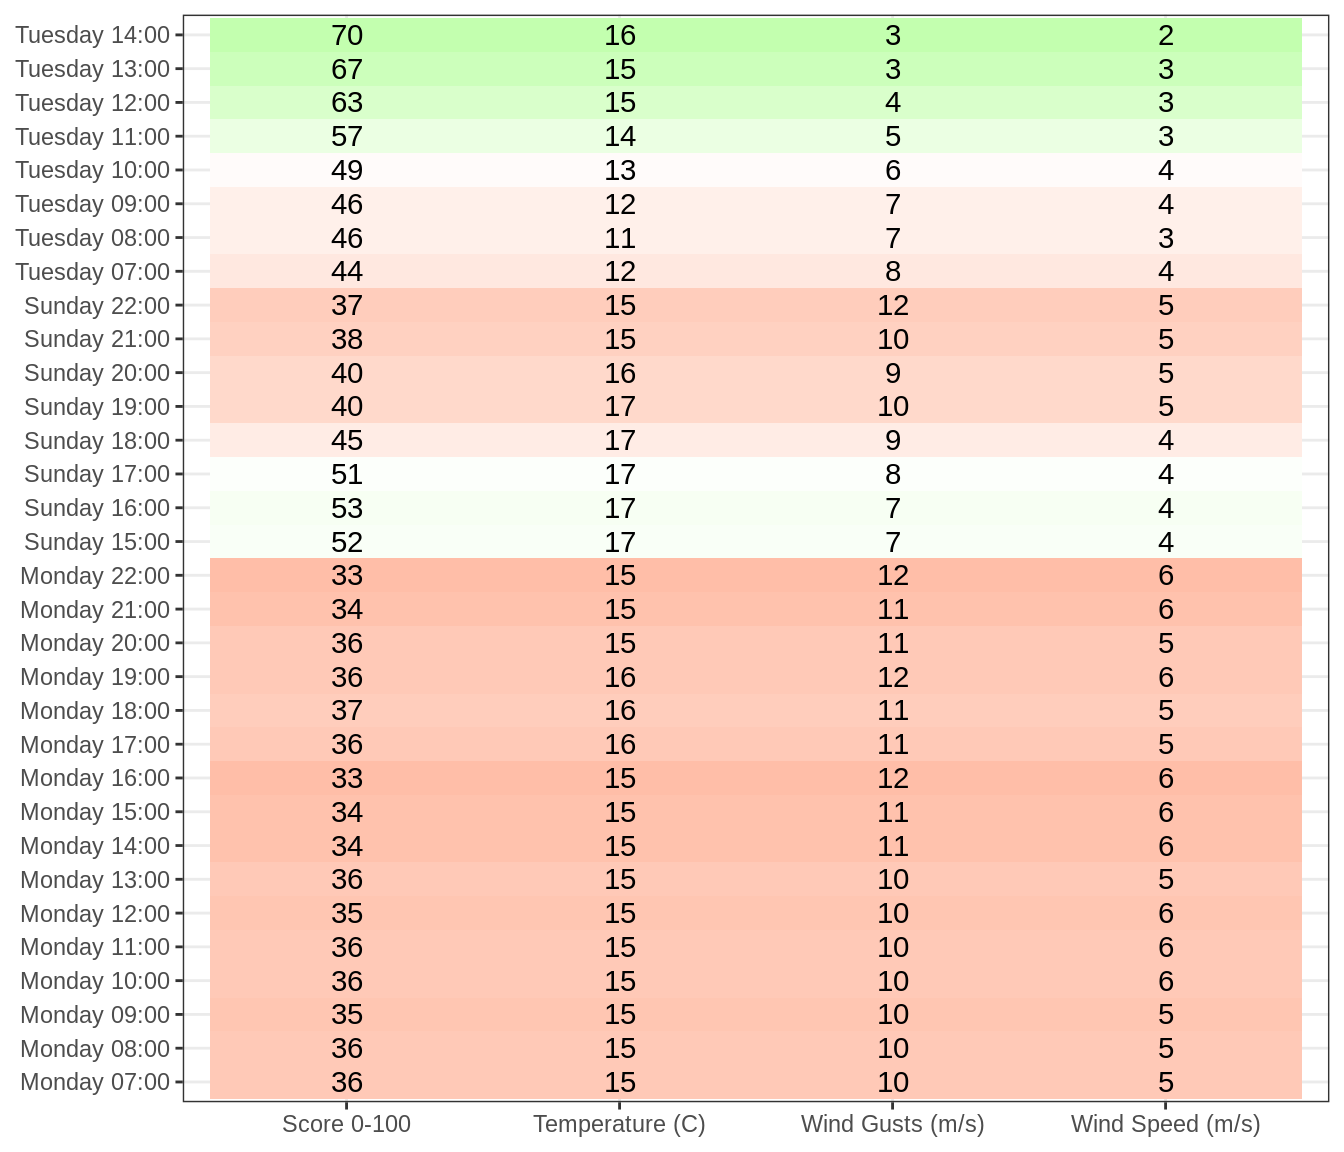 Tuesday 14:00 70 16 3 2
Tuesday 13:00 67 15 3 3
Tuesday 12:00 63 15 4 3
Tuesday 11:00 57 14 5 3
Tuesday 10:00 49 13 6 4
Tuesday 09:00 46 12 7 4
Tuesday 08:00 46 11 7 3
Tuesday 07:00 44 12 8 4
Sunday 22:00 37 15 12 5
Sunday 21:00 38 15 10 5
Sunday 20:00 40 16 9 5
Sunday 19:00 40 17 10 5
Sunday 18:00 45 17 9 4
Sunday 17:00 51 17 8 4
Sunday 16:00 53 17 7 4
Sunday 15:00 52 17 7 4
Monday 22:00 33 15 12 6
Monday 21:00 34 15 11 6
Monday 20:00 36 15 11 5
Monday 19:00 36 16 12 6
Monday 18:00 37 16 11 5
Monday 17:00 36 16 11 5
Monday 16:00 33 15 12 6
Monday 15:00 34 15 11 6
Monday 14:00 34 15 11 6
Monday 13:00 36 15 10 5
Monday 12:00 35 15 10 6
Monday 11:00 36 15 10 6
Monday 10:00 36 15 10 6
Monday 09:00 35 15 10 5
Monday 08:00 36 15 10 5
Monday 07:00 36 15 10 5
Score 0-100 Temperature (C) Wind Gusts (m/s) Wind Speed (m/s)